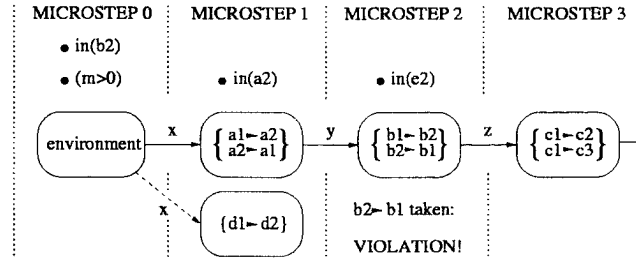 MICROSTEP 0 MICROSTEP 1 MICROSTEP 2 MICROSTEP 3
• in(b2)
• (m>0) • in(a2) • in(e2)
x y z
environment { a1► a2 a2► a1 } { b1► b2 b2► b1 } { c1► c2 c1► c3 }
x
{d1► d2} b2► b1 taken:
VIOLATION!